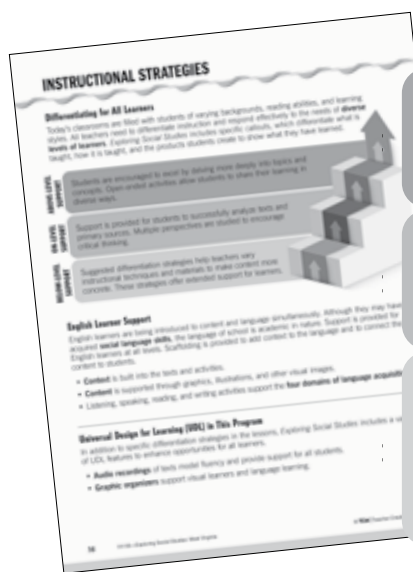 INSTRUCTIONAL STRATEGIES
Differentiating for All Learners
Today's classrooms are filled with students of varying backgrounds, reading abilities, and learning
styles. All teachers need to differentiate instruction and respond effectively to the needs of diverse
levels of learners. Exploring Social Studies includes specific callouts, which differentiate what is
taught, how it is taught, and the products students create to show what they have learned.
ABOVE-LEVEL
SUPPORT
Students are encouraged to excel by delving more deeply into topics and
concepts. Open-ended activities allow students to share their learning in
diverse ways.
ON-LEVEL
SUPPORT
Support is provided for students to successfully analyze texts and
primary sources. Multiple perspectives are studied to encourage
critical thinking.
BELOW-LEVEL
SUPPORT
Suggested differentiation strategies help teachers vary
instructional techniques and materials to make content more
concrete. These strategies offer extended support for learners.
English Learner Support
English learners are being introduced to content and language simultaneously. Although they may have
acquired social language skills, the language of school is academic in nature. Support is provided for
English learners at all levels. Scaffolding is provided to add context to the language and to connect the
content to students.
• Context is built into the texts and activities.
• Content is supported through graphics, illustrations, and other visual images.
• Listening, speaking, reading, and writing activities support the four domains of language
Universal Design for Learning (UDL) in This Program
In addition to specific differentiation strategies in the lessons, Exploring Social Studies includes a
of UDL features to enhance opportunities for all learners.
• Audio recordings of texts model fluency and provide support for all students.
• Graphic organizers support visual learners and language learning.